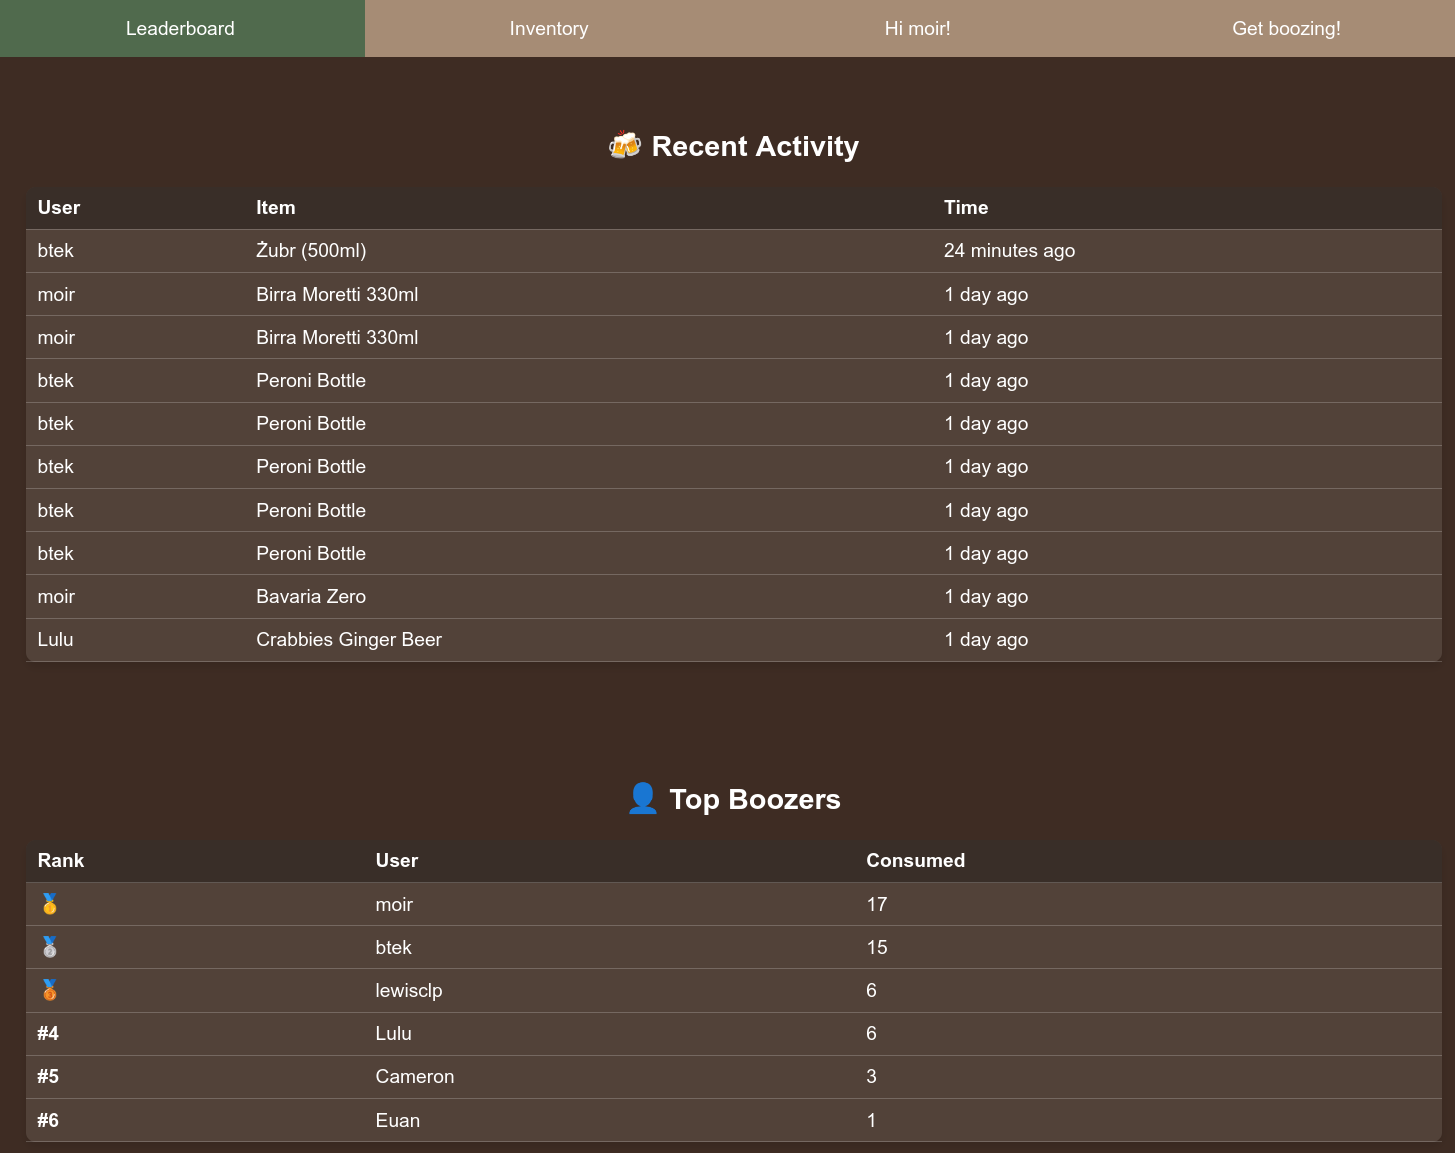 Leaderboard Inventory Hi moir! Get boozing!
🍻 Recent Activity
User Item Time
btek Żubr (500ml) 24 minutes ago
moir Birra Moretti 330ml 1 day ago
moir Birra Moretti 330ml 1 day ago
btek Peroni Bottle 1 day ago
btek Peroni Bottle 1 day ago
btek Peroni Bottle 1 day ago
btek Peroni Bottle 1 day ago
btek Peroni Bottle 1 day ago
moir Bavaria Zero 1 day ago
Lulu Crabbies Ginger Beer 1 day ago
👤 Top Boozers
Rank User Consumed
🥇 moir 17
🥈 btek 15
🥉 lewisclp 6
#4 Lulu 6
#5 Cameron 3
#6 Euan 1